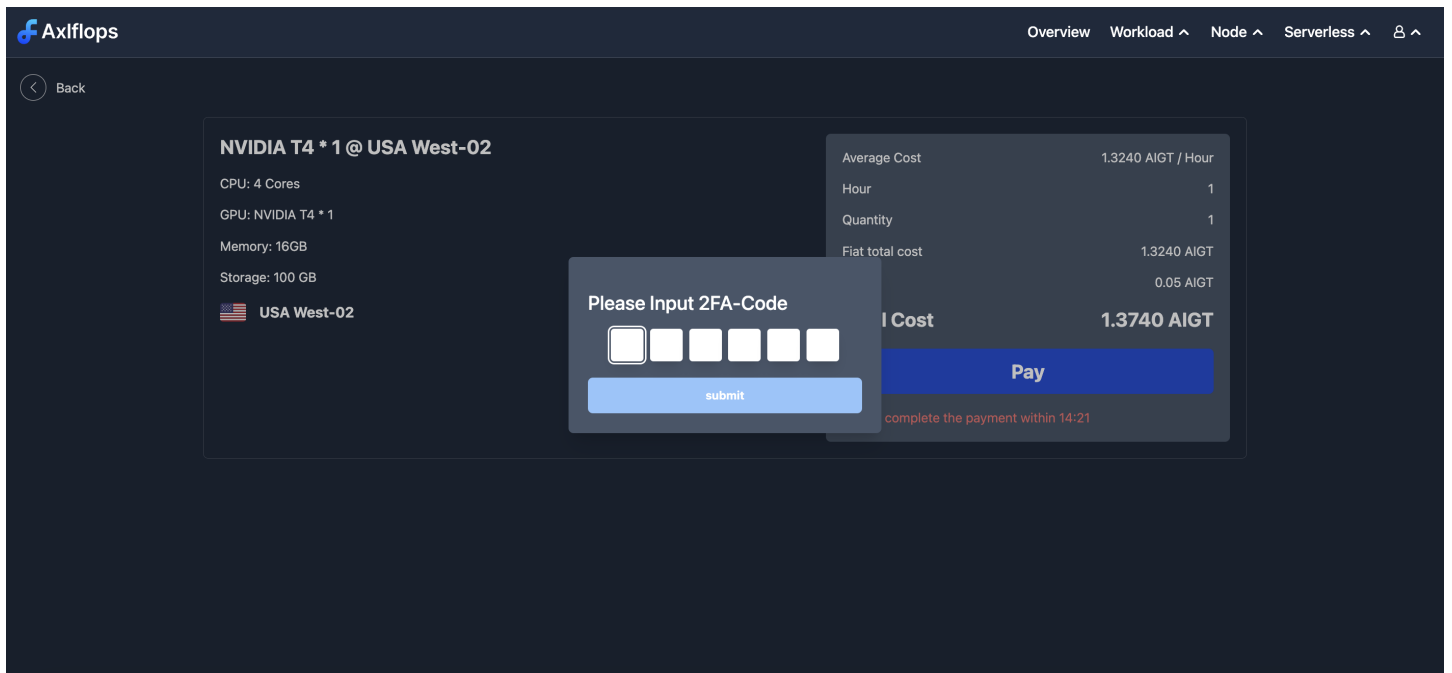 Axlflops
Overview Workload Node Serverless
Back
NVIDIA T4 * 1 @ USA West-02
CPU: 4 Cores
GPU: NVIDIA T4 * 1
Memory: 16GB
Storage: 100 GB
USA West-02
Average Cost 1.3240 AIGT / Hour
Hour 1
Quantity 1
Fiat total cost 1.3240 AIGT
0.05 AIGT
l Cost 1.3740 AIGT
Pay
complete the payment within 14:21
Please Input 2FA-Code
submit